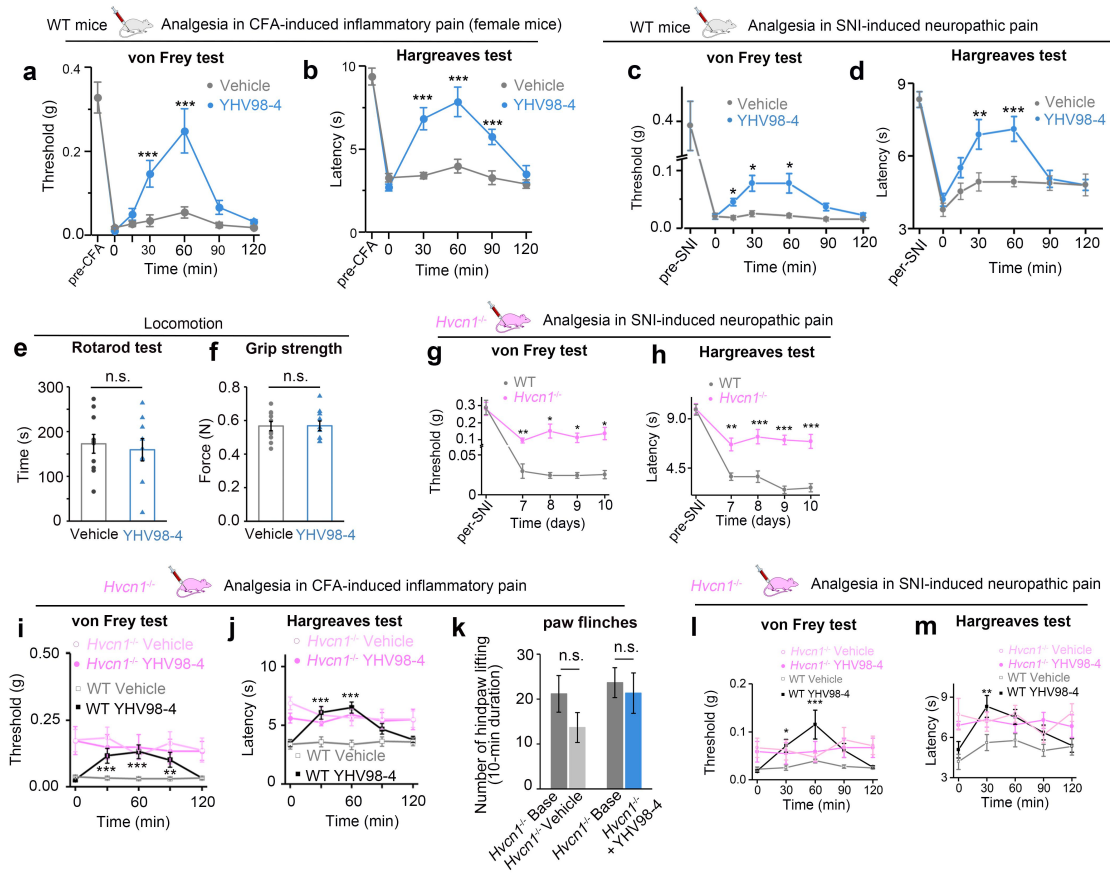 WT mice Analgesia in CFA-induced inflammatory pain (female mice)
a von Frey test
Threshold (g)
0.4
0.2
0.0
Vehicle
YHV98-4
***
***
pre-CFA 0 30 60 90 120
Time (min)
b Hargreaves test
Latency (s)
10
5
0
Vehicle
YHV98-4
***
***
***
pre-CFA 0 30 60 90 120
Time (min)
WT mice Analgesia in SNI-induced neuropathic pain
c von Frey test
Threshold (g)
0.4
0.1
0.0
Vehicle
YHV98-4
*
*
*
pre-SNI 0 30 60 90 120
Time (min)
d Hargreaves test
Latency (s)
9
6
3
Vehicle
YHV98-4
**
***
per-SNI 0 30 60 90 120
Time (min)
Locomotion
e Rotarod test
Time (s)
300
200
100
0
n.s.
Vehicle YHV98-4
f Grip strength
Force (N)
0.8
0.6
0.4
0.2
0.0
n.s.
Vehicle YHV98-4
Hvcn1-/- Analgesia in SNI-induced neuropathic pain
g von Frey test
Threshold (g)
0.3
0.2
0.1
0.05
0
WT
Hvcn1-/-
** * * *
per-SNI 7 8 9 10
Time (days)
h Hargreaves test
Latency (s)
9.0
4.5
WT
Hvcn1-/-
** *** *** ***
pre-SNI 7 8 9 10
Time (days)
Hvcn1-/- Analgesia in CFA-induced inflammatory pain
i von Frey test
Threshold (g)
0.50
0.25
0.00
Hvcn1-/- Vehicle
Hvcn1-/- YHV98-4
WT Vehicle
WT YHV98-4
*** *** **
0 30 60 90 120
Time (min)
j Hargreaves test
Latency (s)
10
5
0
Hvcn1-/- Vehicle
Hvcn1-/- YHV98-4
*** ***
WT Vehicle
WT YHV98-4
0 30 60 90 120
Time (min)
k paw flinches
Number of hindpaw lifting
(10-min duration)
30
20
10
3
n.s. n.s.
Hvcn1-/- Base
Hvcn1-/- Vehicle
Hvcn1-/- Base
Hvcn1-/-
+ YHV98-4
Hvcn1-/- Analgesia in SNI-induced neuropathic pain
l von Frey test
Threshold (g)
0.2
0.1
0.0
Hvcn1-/- Vehicle
Hvcn1-/- YHV98-4
WT Vehicle
WT YHV98-4
* ***
0 30 60 90 120
Time (min)
m Hargreaves test
Latency (s)
9
6
3
Hvcn1-/- Vehicle
Hvcn1-/- YHV98-4
WT Vehicle
WT YHV98-4
**
0 30 60 90 120
Time (min)